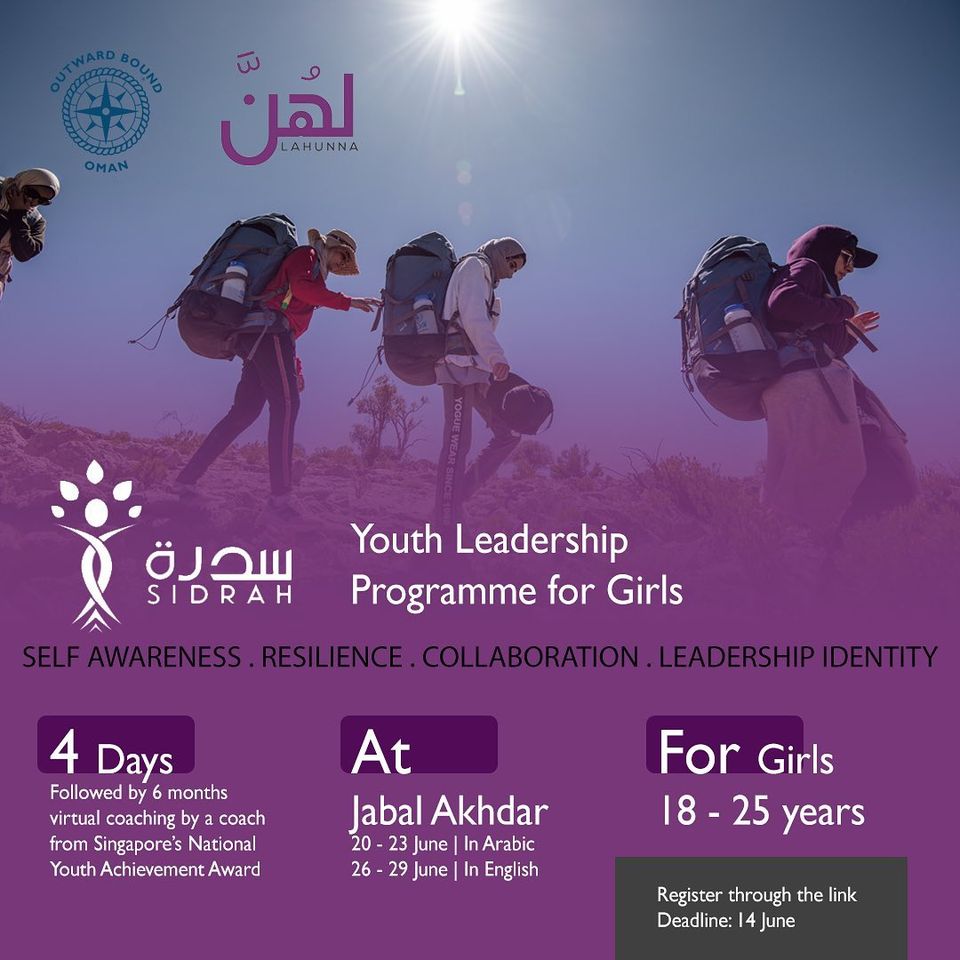 OUTWARD BOUND
OMAN
لهُنَّ
LAHUNNA
YOGUE WEAR SINCE
سدرة
SIDRAH
Youth Leadership
Programme for Girls
SELF AWARENESS . RESILIENCE . COLLABORATION . LEADERSHIP IDENTITY
4 Days
Followed by 6 months
virtual coaching by a coach
from Singapore's National
Youth Achievement Award
At
Jabal Akhdar
20 - 23 June | In Arabic
26 - 29 June | In English
For Girls
18 - 25 years
Register through the link
Deadline: 14 June